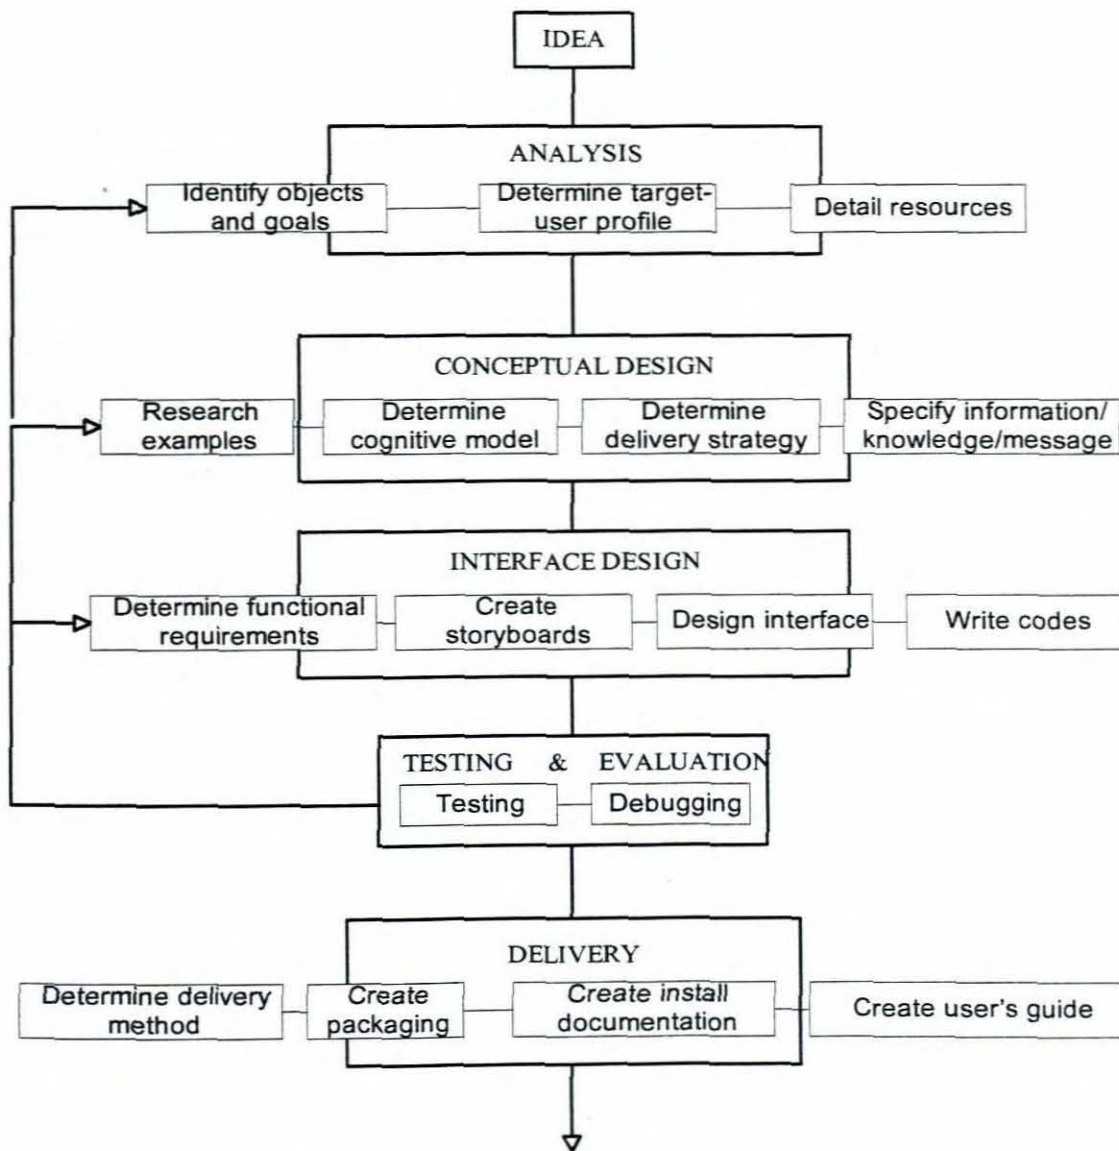 IDEA
ANALYSIS
Identify objects
and goals
Determine target-
user profile
Detail resources
CONCEPTUAL DESIGN
Research
examples
Determine
cognitive model
Determine
delivery strategy
Specify information/
knowledge/message
INTERFACE DESIGN
Determine functional
requirements
Create
storyboards
Design interface
Write codes
TESTING & EVALUATION
Testing
Debugging
DELIVERY
Determine delivery
method
Create
packaging
Create install
documentation
Create user's guide